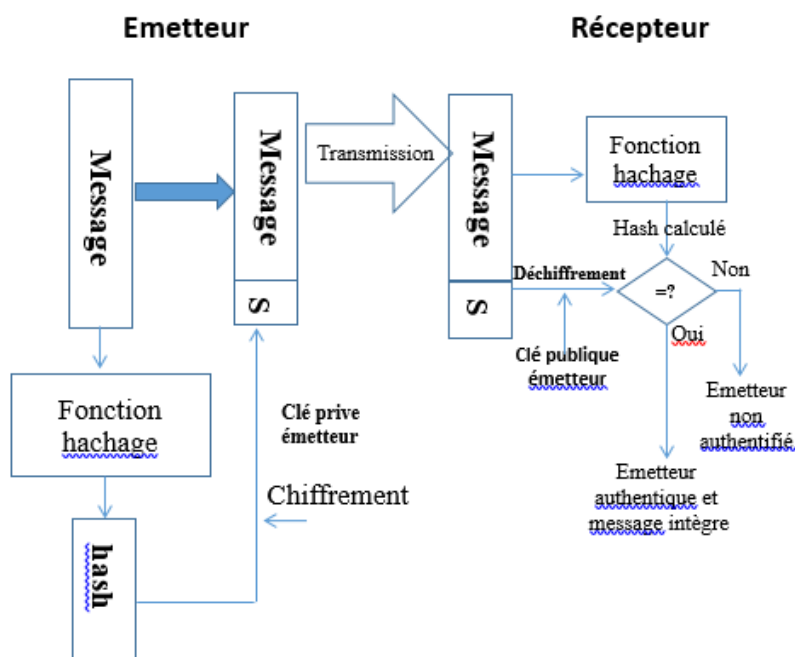 Emetteur
Récepteur
Message
Message
S
Transmission
Message
S
Fonction
hachage
Hash calculé
Déchiffrement
=?
Non
Oui
Clé publique
émetteur
Emetteur
non
authentifié
Emetteur
authentique et
message intègre
Fonction
hachage
Clé prive
émetteur
Chiffrement
hash